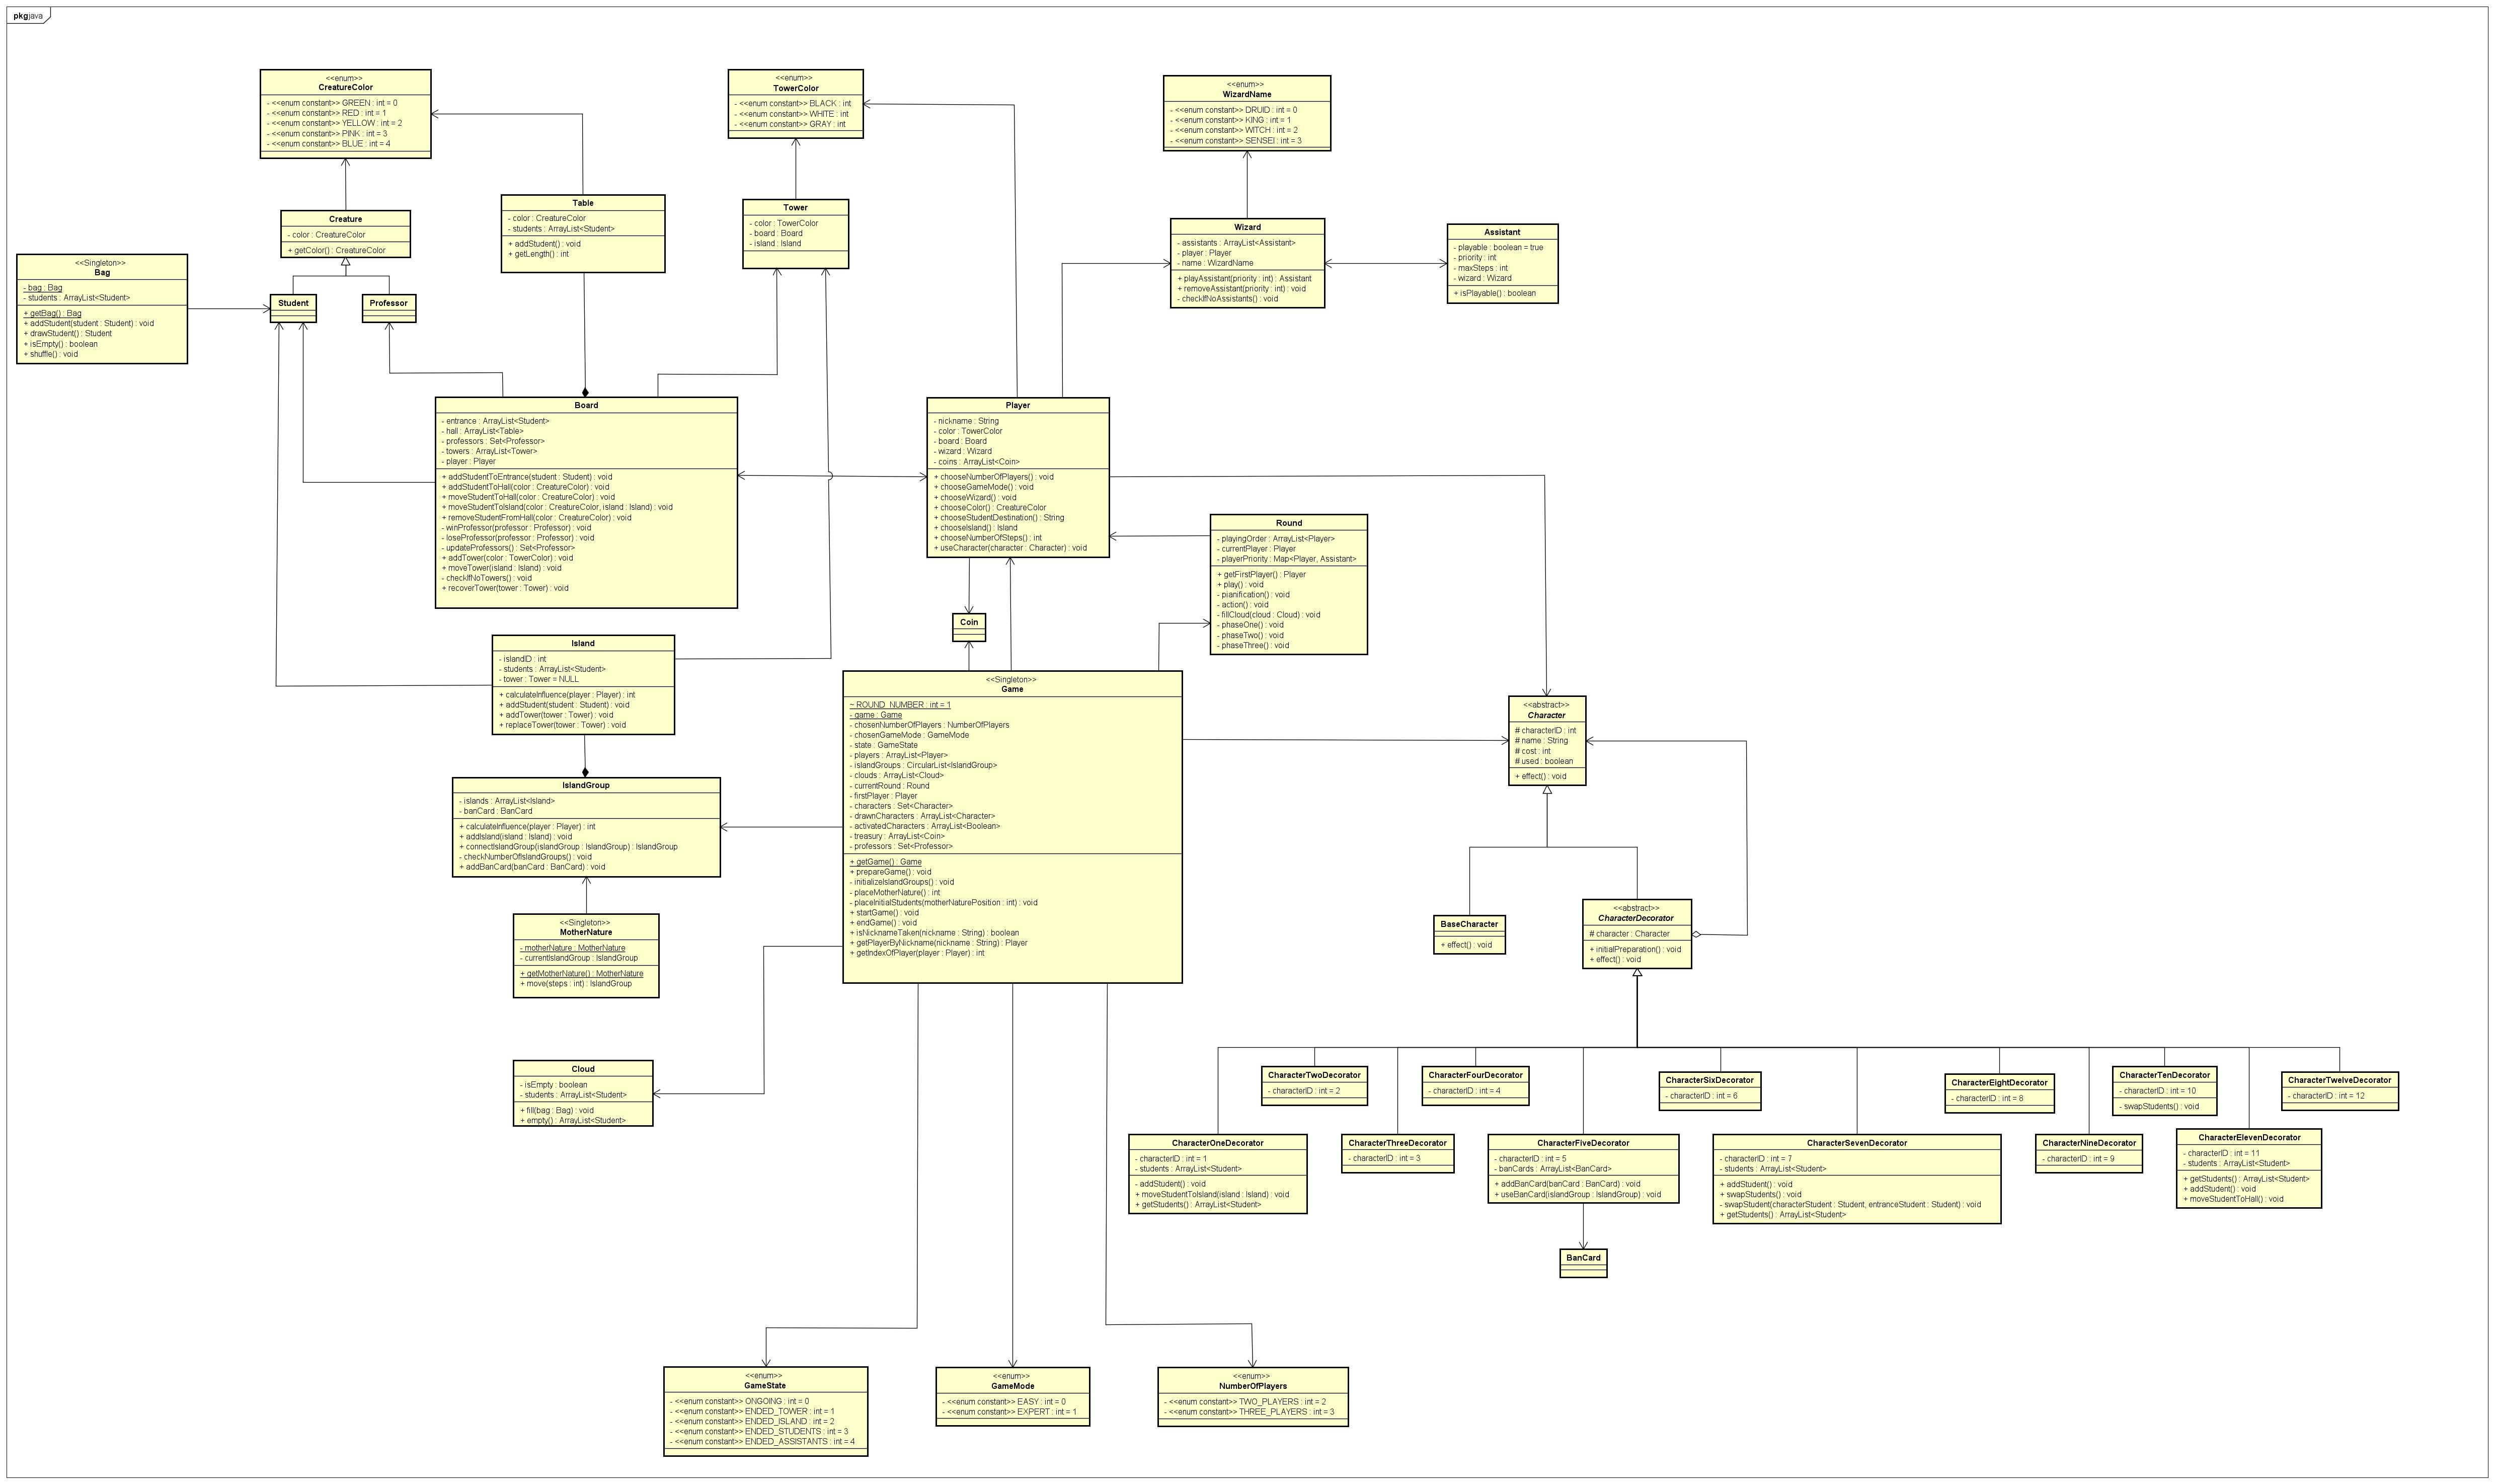 pkg java
<<enum>>
CreatureColor
- <<enum constant>> GREEN : int = 0
- <<enum constant>> RED : int = 1
- <<enum constant>> YELLOW : int = 2
- <<enum constant>> PINK : int = 3
- <<enum constant>> BLUE : int = 4
<<enum>>
TowerColor
- <<enum constant>> BLACK : int
- <<enum constant>> WHITE : int
- <<enum constant>> GRAY : int
<<enum>>
WizardName
- <<enum constant>> DRUID : int = 0
- <<enum constant>> KING : int = 1
- <<enum constant>> WITCH : int = 2
- <<enum constant>> SENSEI : int = 3
Creature
- color : CreatureColor
+ getColor() : CreatureColor
Table
- color : CreatureColor
- students : ArrayList<Student>
+ addStudent() : void
+ getLength() : int
Tower
- color : TowerColor
- board : Board
- island : Island
Wizard
- assistants : ArrayList<Assistant>
- player : Player
- name : WizardName
+ playAssistant(priority : int) : Assistant
+ removeAssistant(priority : int) : void
- checkIfNoAssistants() : void
Assistant
- playable : boolean = true
- priority : int
- maxSteps : int
- wizard : Wizard
+ isPlayable() : boolean
<<Singleton>>
Bag
- bag : Bag
- students : ArrayList<Student>
+ getBag() : Bag
+ addStudent(student : Student) : void
+ drawStudent() : Student
+ isEmpty() : boolean
+ shuffle() : void
Student
Professor
Board
- entrance : ArrayList<Student>
- hall : ArrayList<Table>
- professors : Set<Professor>
- towers : ArrayList<Tower>
- player : Player
+ addStudentToEntrance(student : Student) : void
+ addStudentToHall(color : CreatureColor) : void
+ moveStudentToHall(color : CreatureColor) : void
+ moveStudentToIsland(color : CreatureColor, island : Island) : void
+ removeStudentFromHall(color : CreatureColor) : void
- winProfessor(professor : Professor) : void
- loseProfessor(professor : Professor) : void
- updateProfessors() : Set<Professor>
+ addTower(color : TowerColor) : void
+ moveTower(island : Island) : void
- checkIfNoTowers() : void
+ recoverTower(tower : Tower) : void
Player
- nickname : String
- color : TowerColor
- board : Board
- wizard : Wizard
- coins : ArrayList<Coin>
+ chooseNumberOfPlayers() : void
+ chooseGameMode() : void
+ chooseWizard() : void
+ chooseColor() : CreatureColor
+ chooseStudentDestination() : String
+ chooseIsland() : Island
+ chooseNumberOfSteps() : int
+ useCharacter(character : Character) : void
Round
- playingOrder : ArrayList<Player>
- currentPlayer : Player
- playerPriority : Map<Player, Assistant>
+ getFirstPlayer() : Player
+ play() : void
- pianification() : void
- action() : void
- fillCloud(cloud : Cloud) : void
- phaseOne() : void
- phaseTwo() : void
- phaseThree() : void
Coin
Island
- islandID : int
- students : ArrayList<Student>
- tower : Tower = NULL
+ calculateInfluence(player : Player) : int
+ addStudent(student : Student) : void
+ addTower(tower : Tower) : void
+ replaceTower(tower : Tower) : void
<<Singleton>>
Game
~ ROUND_NUMBER : int = 1
- game : Game
- chosenNumberOfPlayers : NumberOfPlayers
- chosenGameMode : GameMode
- state : GameState
- players : ArrayList<Player>
- islandGroups : CircularList<IslandGroup>
- clouds : ArrayList<Cloud>
- currentRound : Round
- firstPlayer : Player
- characters : Set<Character>
- drawnCharacters : ArrayList<Character>
- activatedCharacters : ArrayList<Boolean>
- treasury : ArrayList<Coin>
- professors : Set<Professor>
+ getGame() : Game
+ prepareGame() : void
- initializeIslandGroups() : void
- placeMotherNature() : int
- placeInitialStudents(motherNaturePosition : int) : void
+ startGame() : void
+ endGame() : void
+ isNicknameTaken(nickname : String) : boolean
+ getPlayerByNickname(nickname : String) : Player
+ getIndexOfPlayer(player : Player) : int
<<abstract>>
Character
# characterID : int
# name : String
# cost : int
# used : boolean
+ effect() : void
IslandGroup
- islands : ArrayList<Island>
- banCard : BanCard
+ calculateInfluence(player : Player) : int
+ addIsland(island : Island) : void
+ connectIslandGroup(islandGroup : IslandGroup) : IslandGroup
- checkNumberOfIslandGroups() : void
+ addBanCard(banCard : BanCard) : void
<<Singleton>>
MotherNature
- motherNature : MotherNature
- currentIslandGroup : IslandGroup
+ getMotherNature() : MotherNature
+ move(steps : int) : IslandGroup
BaseCharacter
+ effect() : void
<<abstract>>
CharacterDecorator
# character : Character
+ initialPreparation() : void
+ effect() : void
Cloud
- isEmpty : boolean
- students : ArrayList<Student>
+ fill(bag : Bag) : void
+ empty() : ArrayList<Student>
CharacterTwoDecorator
- characterID : int = 2
CharacterFourDecorator
- characterID : int = 4
CharacterSixDecorator
- characterID : int = 6
CharacterEightDecorator
- characterID : int = 8
CharacterTenDecorator
- characterID : int = 10
- swapStudents() : void
CharacterTwelveDecorator
- characterID : int = 12
CharacterOneDecorator
- characterID : int = 1
- students : ArrayList<Student>
- addStudent() : void
+ moveStudentToIsland(island : Island) : void
+ getStudents() : ArrayList<Student>
CharacterThreeDecorator
- characterID : int = 3
CharacterFiveDecorator
- characterID : int = 5
- banCards : ArrayList<BanCard>
+ addBanCard(banCard : BanCard) : void
+ useBanCard(islandGroup : IslandGroup) : void
CharacterSevenDecorator
- characterID : int = 7
- students : ArrayList<Student>
+ addStudent() : void
+ swapStudents() : void
- swapStudent(characterStudent : Student, entranceStudent : Student) : void
+ getStudents() : ArrayList<Student>
CharacterNineDecorator
- characterID : int = 9
CharacterElevenDecorator
- characterID : int = 11
- students : ArrayList<Student>
+ getStudents() : ArrayList<Student>
+ addStudent() : void
+ moveStudentToHall() : void
BanCard
<<enum>>
GameState
- <<enum constant>> ONGOING : int = 0
- <<enum constant>> ENDED_TOWER : int = 1
- <<enum constant>> ENDED_ISLAND : int = 2
- <<enum constant>> ENDED_STUDENTS : int = 3
- <<enum constant>> ENDED_ASSISTANTS : int = 4
<<enum>>
GameMode
- <<enum constant>> EASY : int = 0
- <<enum constant>> EXPERT : int = 1
<<enum>>
NumberOfPlayers
- <<enum constant>> TWO_PLAYERS : int = 2
- <<enum constant>> THREE_PLAYERS : int = 3